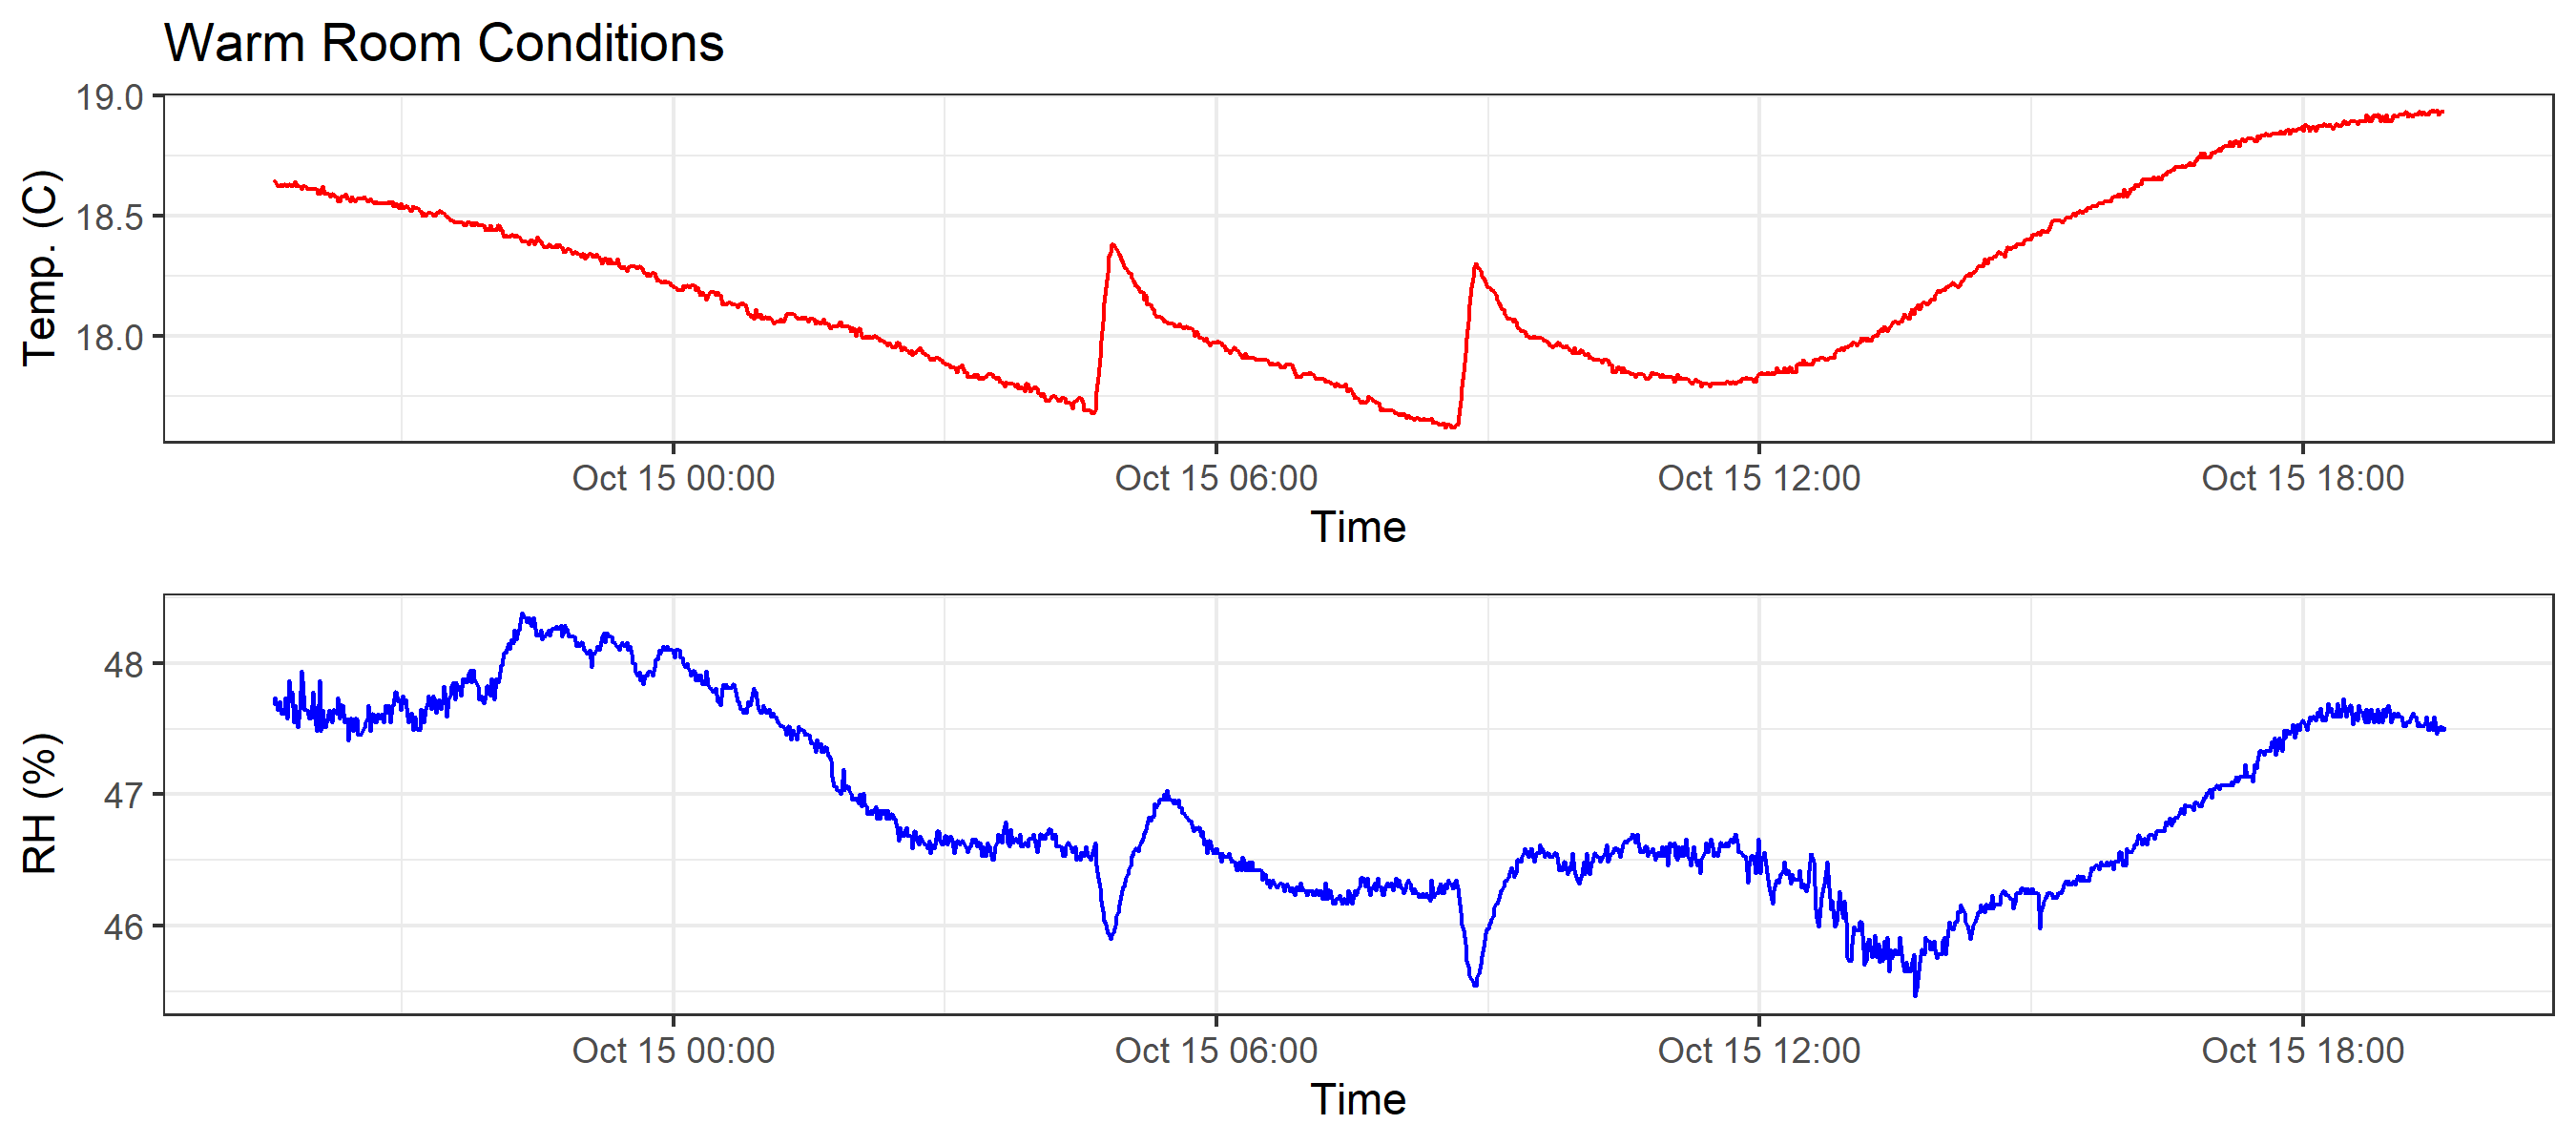 Warm Room Conditions
19.0
18.5
18.0
Temp. (C)
Oct 15 00:00 Oct 15 06:00 Oct 15 12:00 Oct 15 18:00
Time
48
47
46
RH (%)
Oct 15 00:00 Oct 15 06:00 Oct 15 12:00 Oct 15 18:00
Time